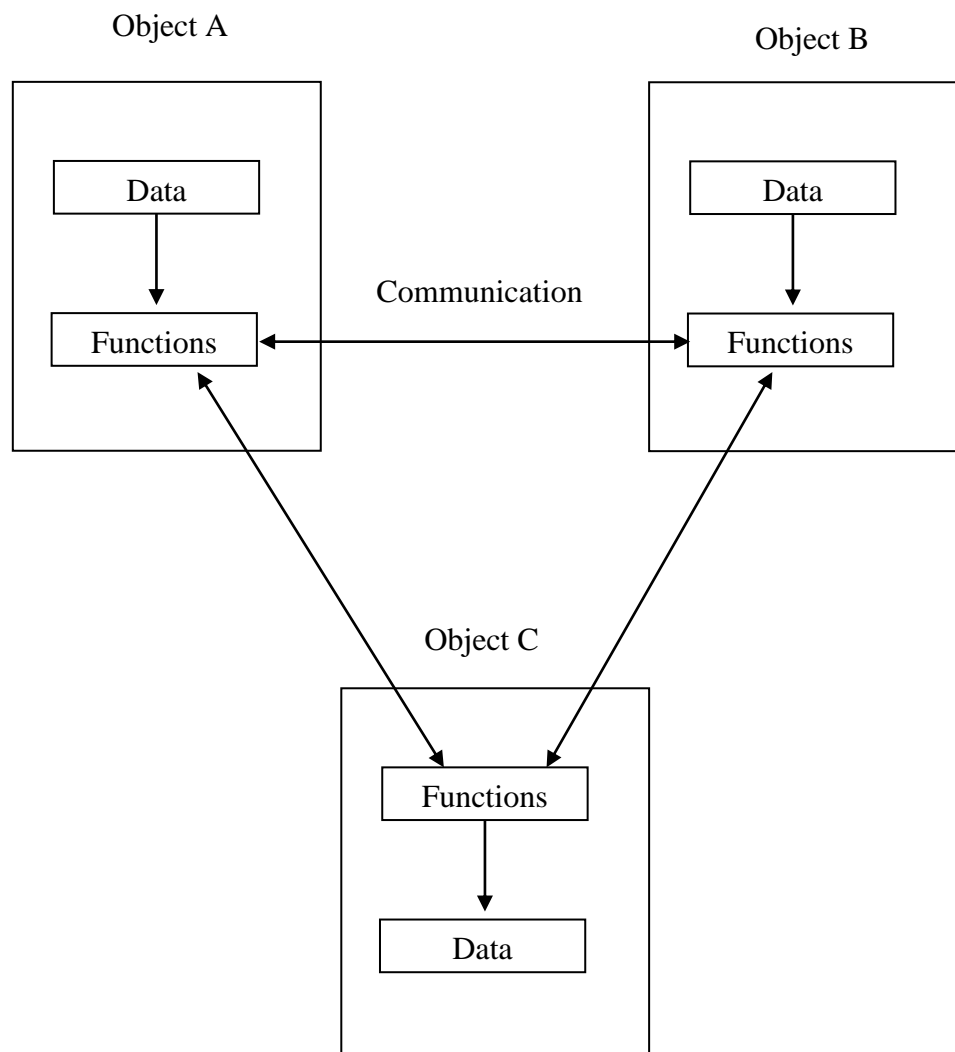 Object A
Object B
Data
Data
Communication
Functions
Functions
Object C
Functions
Data